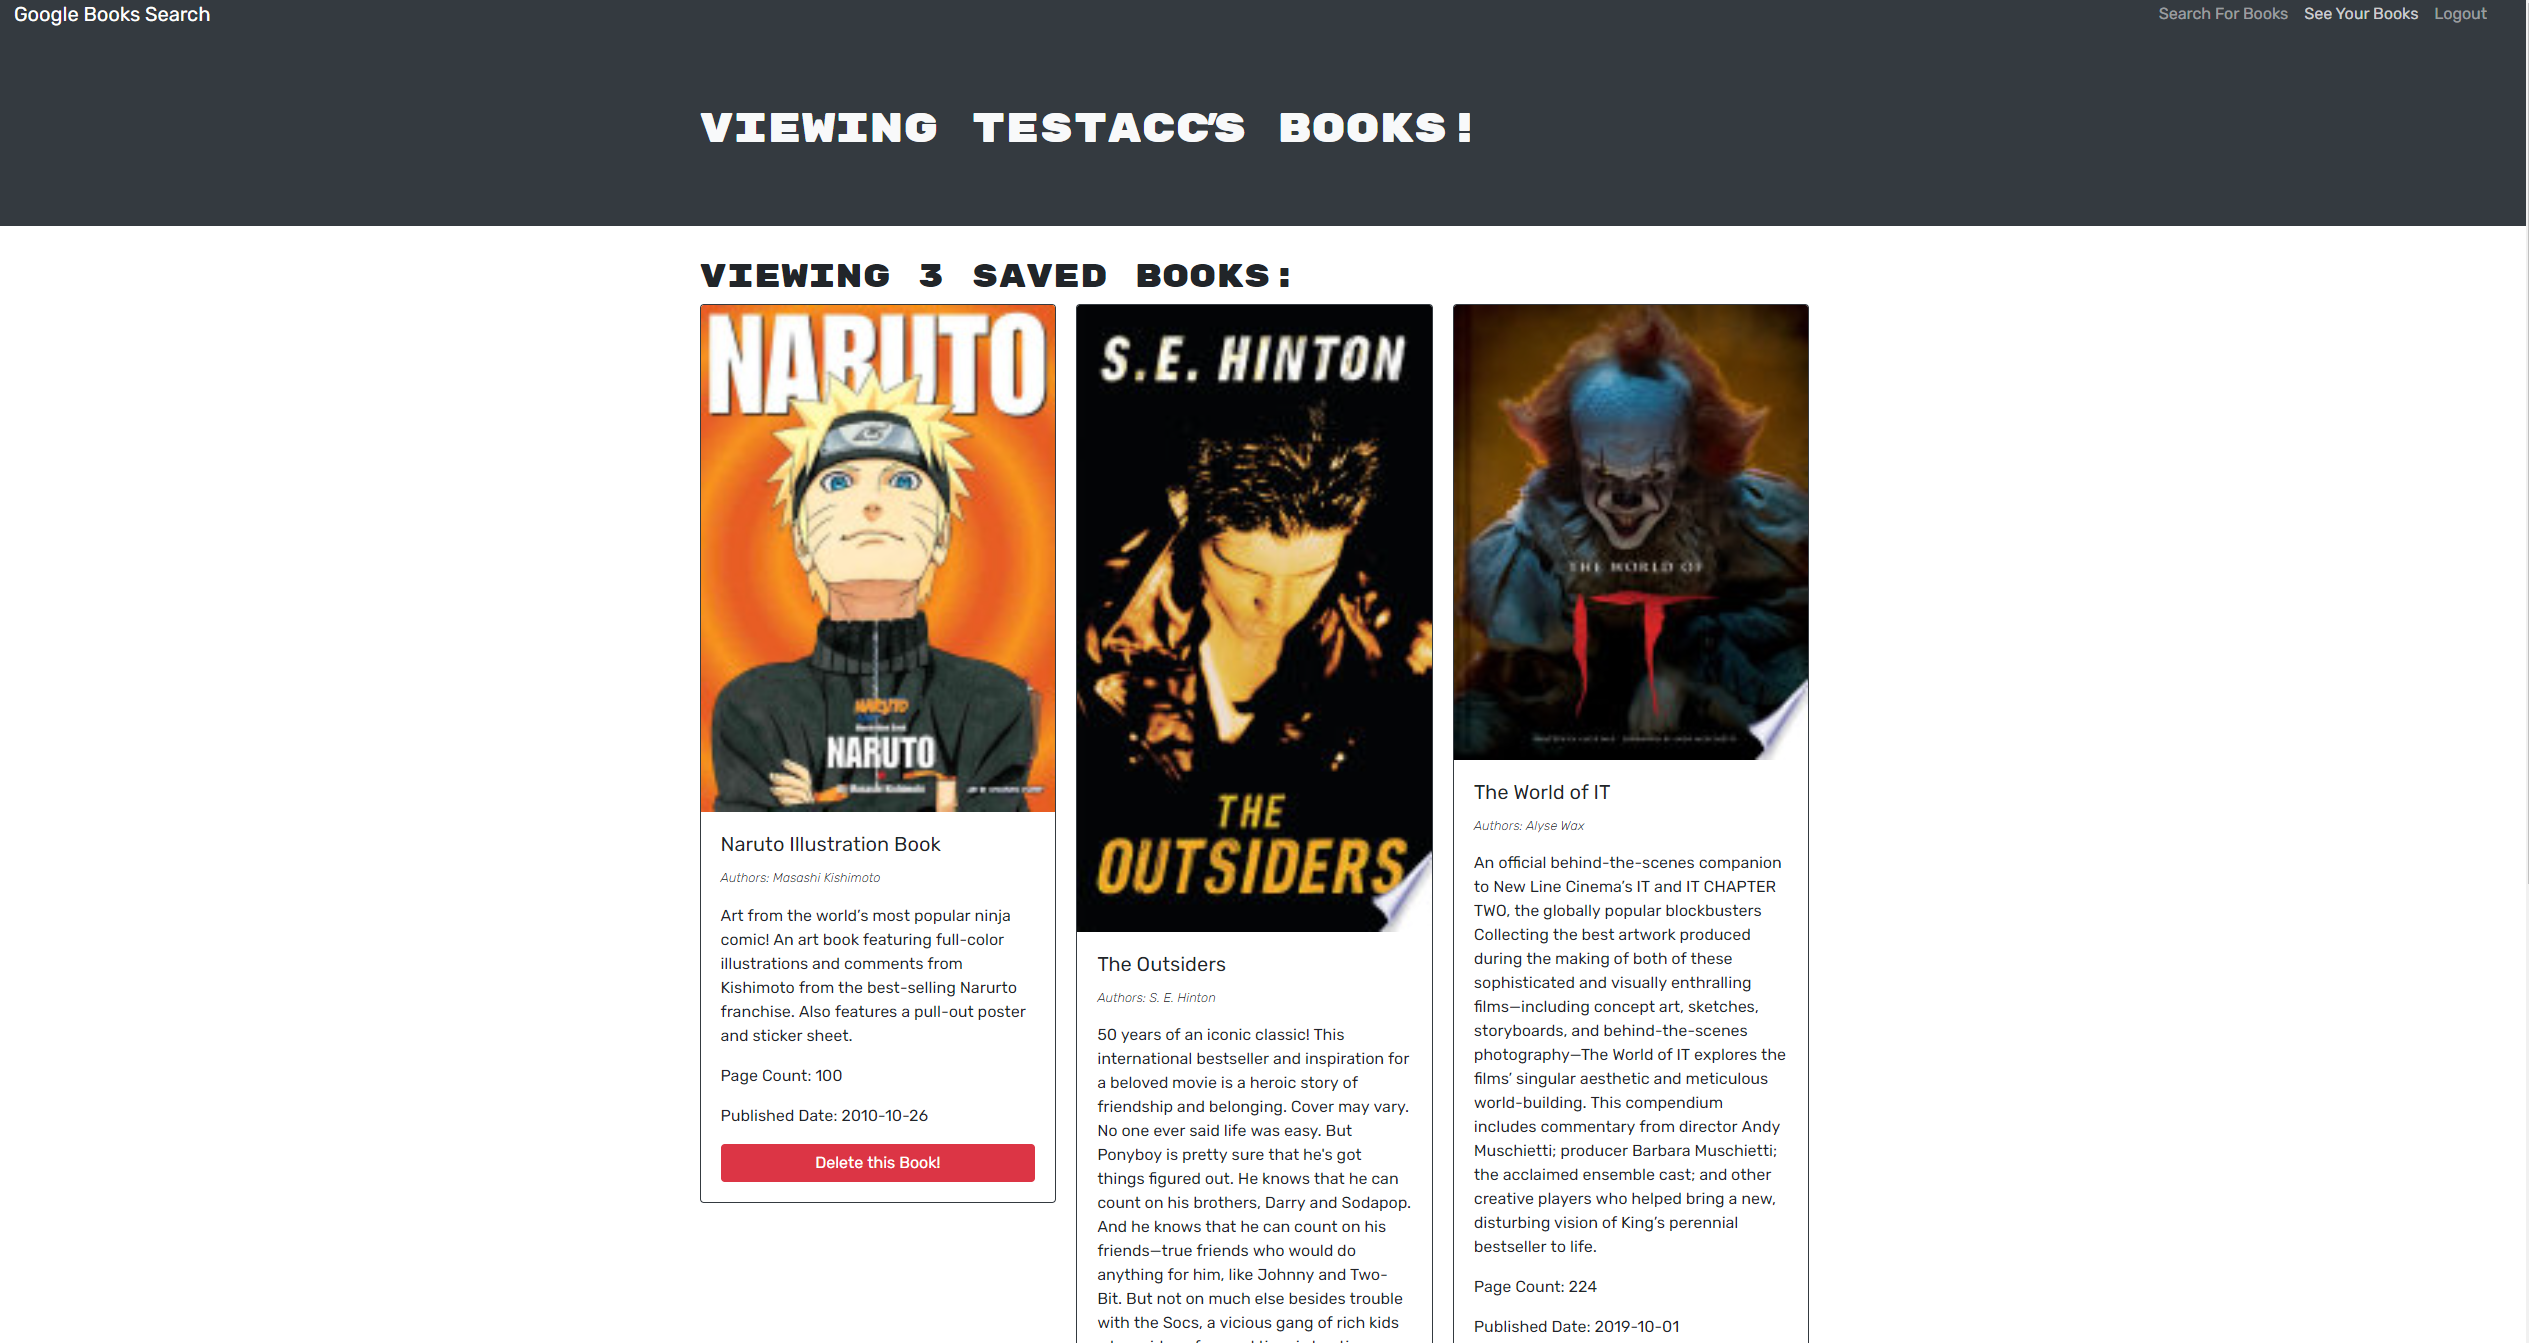 Google Books Search
Search For Books
See Your Books
Logout
VIEWING TESTACC'S BOOKS!
VIEWING 3 SAVED BOOKS:
NARUTO
NARUTO
NARUTO
Masashi Kishimoto
Naruto Illustration Book
Authors: Masashi Kishimoto
Art from the world’s most popular ninja
comic! An art book featuring full-color
illustrations and comments from
Kishimoto from the best-selling Narurto
franchise. Also features a pull-out poster
and sticker sheet.
Page Count: 100
Published Date: 2010-10-26
Delete this Book!
S.E. HINTON
THE
OUTSIDERS
The Outsiders
Authors: S. E. Hinton
50 years of an iconic classic! This
international bestseller and inspiration for
a beloved movie is a heroic story of
friendship and belonging. Cover may vary.
No one ever said life was easy. But
Ponyboy is pretty sure that he's got
things figured out. He knows that he can
count on his brothers, Darry and Sodapop.
And he knows that he can count on his
friends—true friends who would do
anything for him, like Johnny and Two-
Bit. But not on much else besides trouble
with the Socs, a vicious gang of rich kids
THE WORLD OF
IT
The World of IT
Authors: Alyse Wax
An official behind-the-scenes companion
to New Line Cinema’s IT and IT CHAPTER
TWO, the globally popular blockbusters
Collecting the best artwork produced
during the making of both of these
sophisticated and visually enthralling
films—including concept art, sketches,
storyboards, and behind-the-scenes
photography—The World of IT explores the
films’ singular aesthetic and meticulous
world-building. This compendium
includes commentary from director Andy
Muschietti; producer Barbara Muschietti;
the acclaimed ensemble cast; and other
creative players who helped bring a new,
disturbing vision of King’s perennial
bestseller to life.
Page Count: 224
Published Date: 2019-10-01